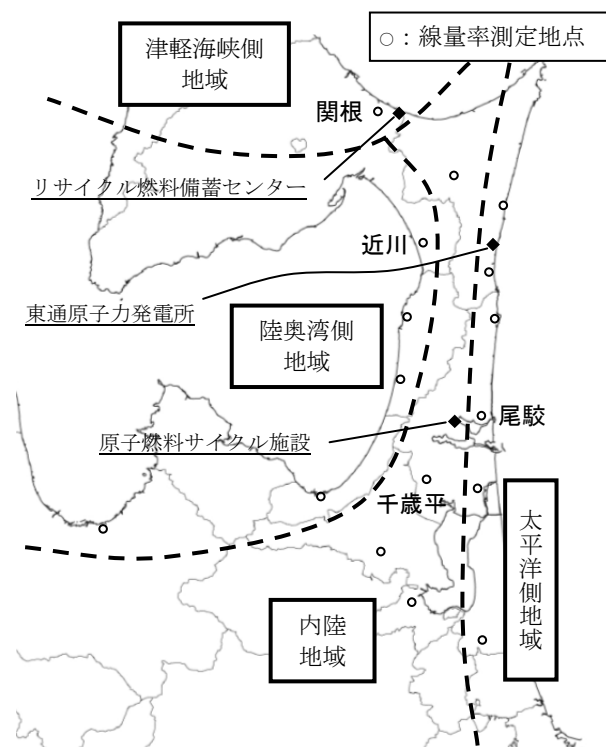 津軽海峡側
地域
○：線量率測定地点
関根
リサイクル燃料備蓄センター
近川
東通原子力発電所
陸奥湾側
地域
尾駮
原子燃料サイクル施設
千歳平
太平洋側地域
内陸
地域